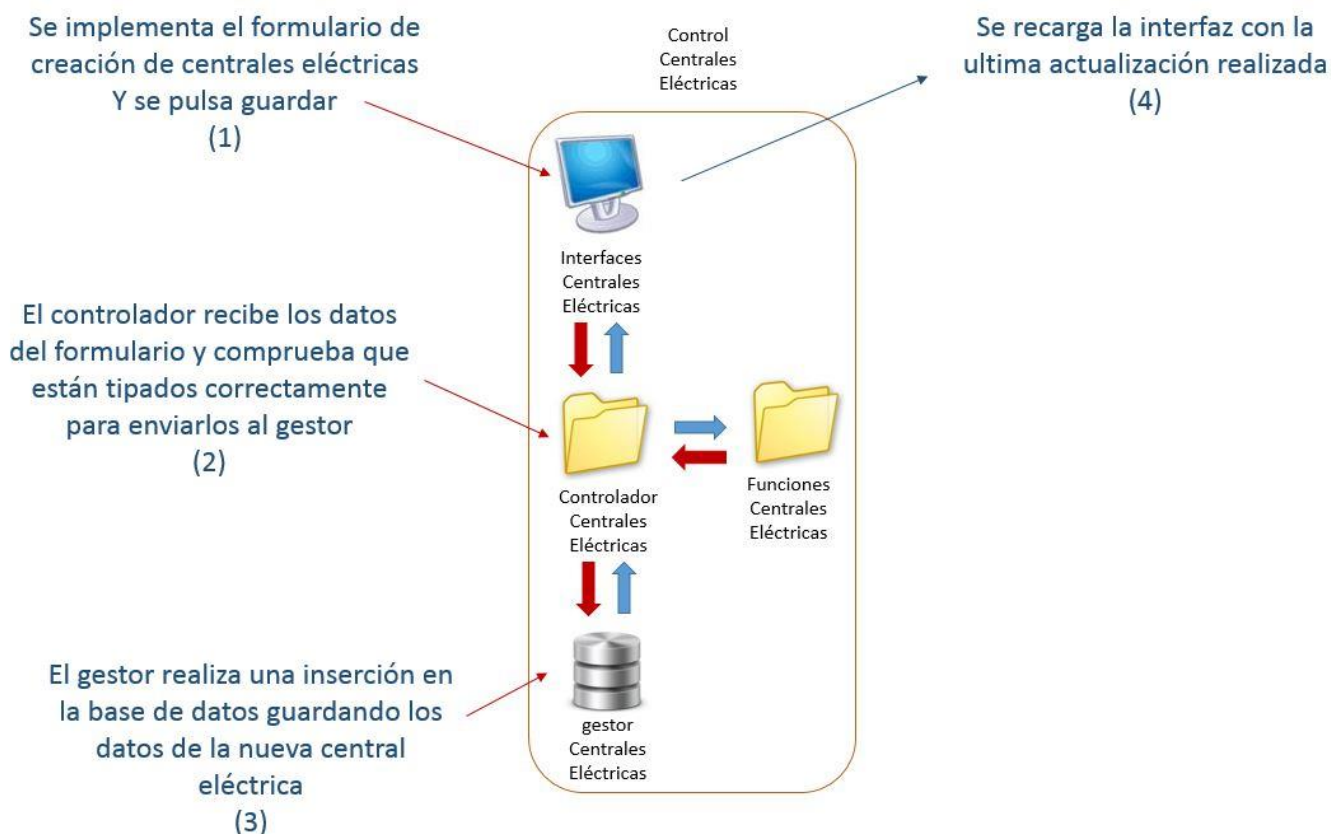 Se implementa el formulario de
creación de centrales eléctricas
Y se pulsa guardar
(1)
Control
Centrales
Eléctricas
Se recarga la interfaz con la
ultima actualización realizada
(4)
Interfaces
Centrales
Eléctricas
El controlador recibe los datos
del formulario y comprueba que
están tipados correctamente
para enviarlos al gestor
(2)
Controlador
Centrales
Eléctricas
Funciones
Centrales
Eléctricas
El gestor realiza una inserción en
la base de datos guardando los
datos de la nueva central
eléctrica
(3)
gestor
Centrales
Eléctricas